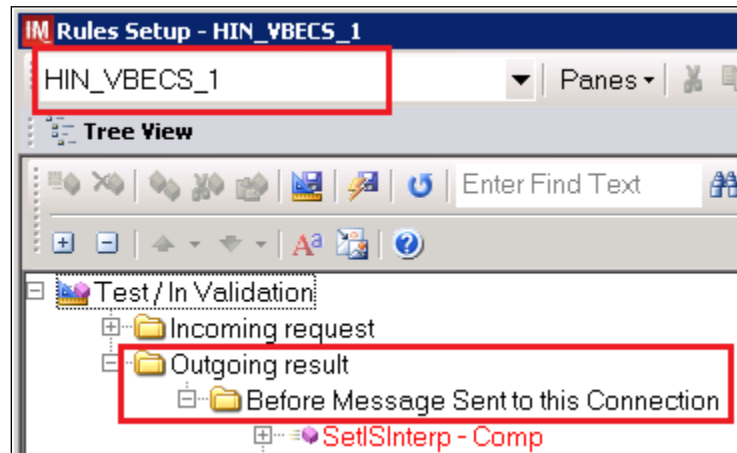 IM Rules Setup - HIN_VBECS_1
HIN_VBECS_1 Panes
Tree View
Enter Find Text
Aa
Test / In Validation
Incoming request
Outgoing result
Before Message Sent to this Connection
SetISInterp - Comp